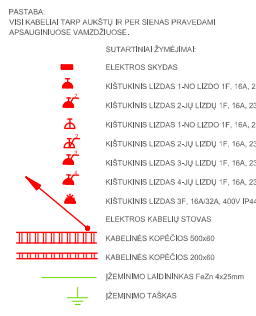 PASTABA:
VISI KABELIAI TARP AUKŠTŲ IR PER SIENAS PRAVEDAMI
APSAUGINIUOSE VAMZDŽIUOSE.
SUTARTINIAI ŽYMĖJIMAI:
ELEKTROS SKYDAS
KIŠTUKINIS LIZDAS 1-NO LIZDO 1F, 16A, 2
KIŠTUKINIS LIZDAS 2-JŲ LIZDŲ 1F, 16A, 23
KIŠTUKINIS LIZDAS 1-NO LIZDO 1F, 16A, 2
KIŠTUKINIS LIZDAS 2-JŲ LIZDŲ 1F, 16A, 23
KIŠTUKINIS LIZDAS 3-JŲ LIZDŲ 1F, 16A, 23
KIŠTUKINIS LIZDAS 4-JŲ LIZDŲ 1F, 16A, 23
KIŠTUKINIS LIZDAS 3F, 16A/32A, 400V IP44
ELEKTROS KABELIŲ STOVAS
KABELINĖS KOPĖČIOS 500x60
KABELINĖS KOPĖČIOS 200x60
ĮŽEMINIMO LAIDININKAS FeZn 4x25mm
ĮŽEMINIMO TAŠKAS